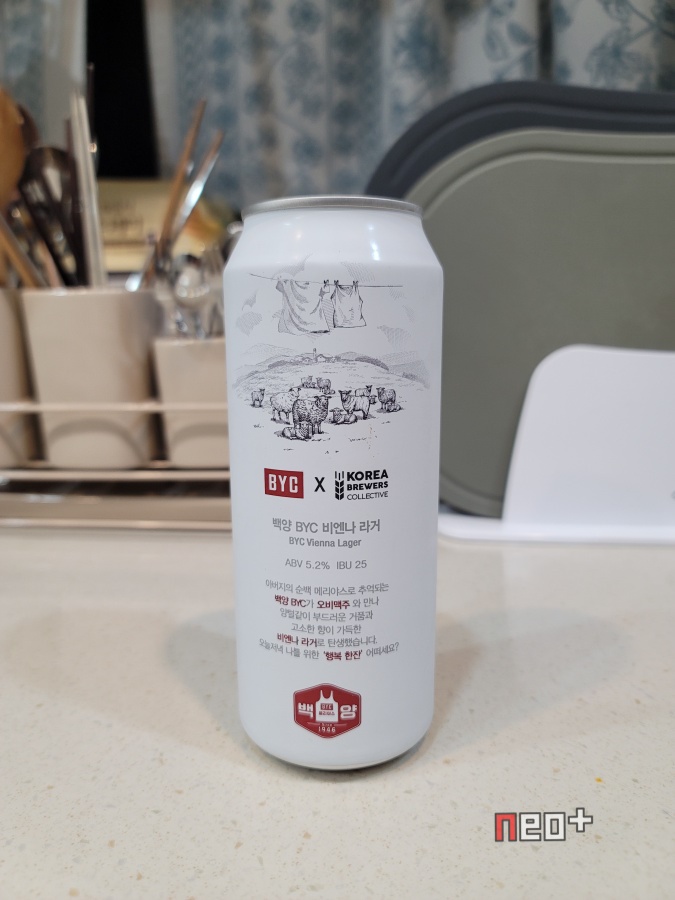 BYC X KOREA BREWERS COLLECTIVE
백양 BYC 비엔나 라거
BYC Vienna Lager
ABV 5.2% IBU 25
아버지의 순백 메리야스로 추억되는
백양 BYC가 오비맥주 와 만나
양털같이 부드러운 거품과
고소한 향이 가득한
비엔나 라거로 탄생했습니다.
오늘저녁 나를 위한 '행복 한잔' 어떠세요?
백 BYC 양
1946
neo+